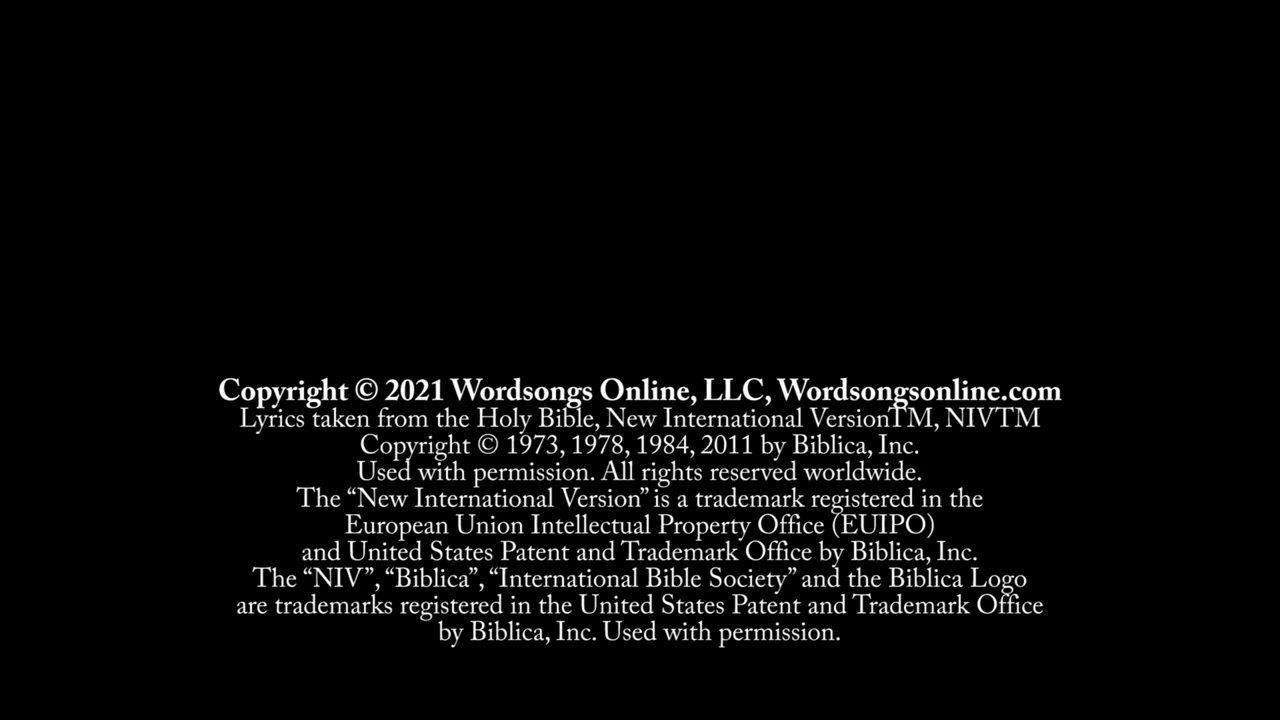 Copyright © 2021 Wordsongs Online, LLC, Wordsongsonline.com
Lyrics taken from the Holy Bible, New International VersionTM, NIVTM
Copyright © 1973, 1978, 1984, 2011 by Biblica, Inc.
Used with permission. All rights reserved worldwide.
The “New International Version” is a trademark registered in the
European Union Intellectual Property Office (EUIPO)
and United States Patent and Trademark Office by Biblica, Inc.
The “NIV”, “Biblica”, “International Bible Society” and the Biblica Logo
are trademarks registered in the United States Patent and Trademark Office
by Biblica, Inc. Used with permission.